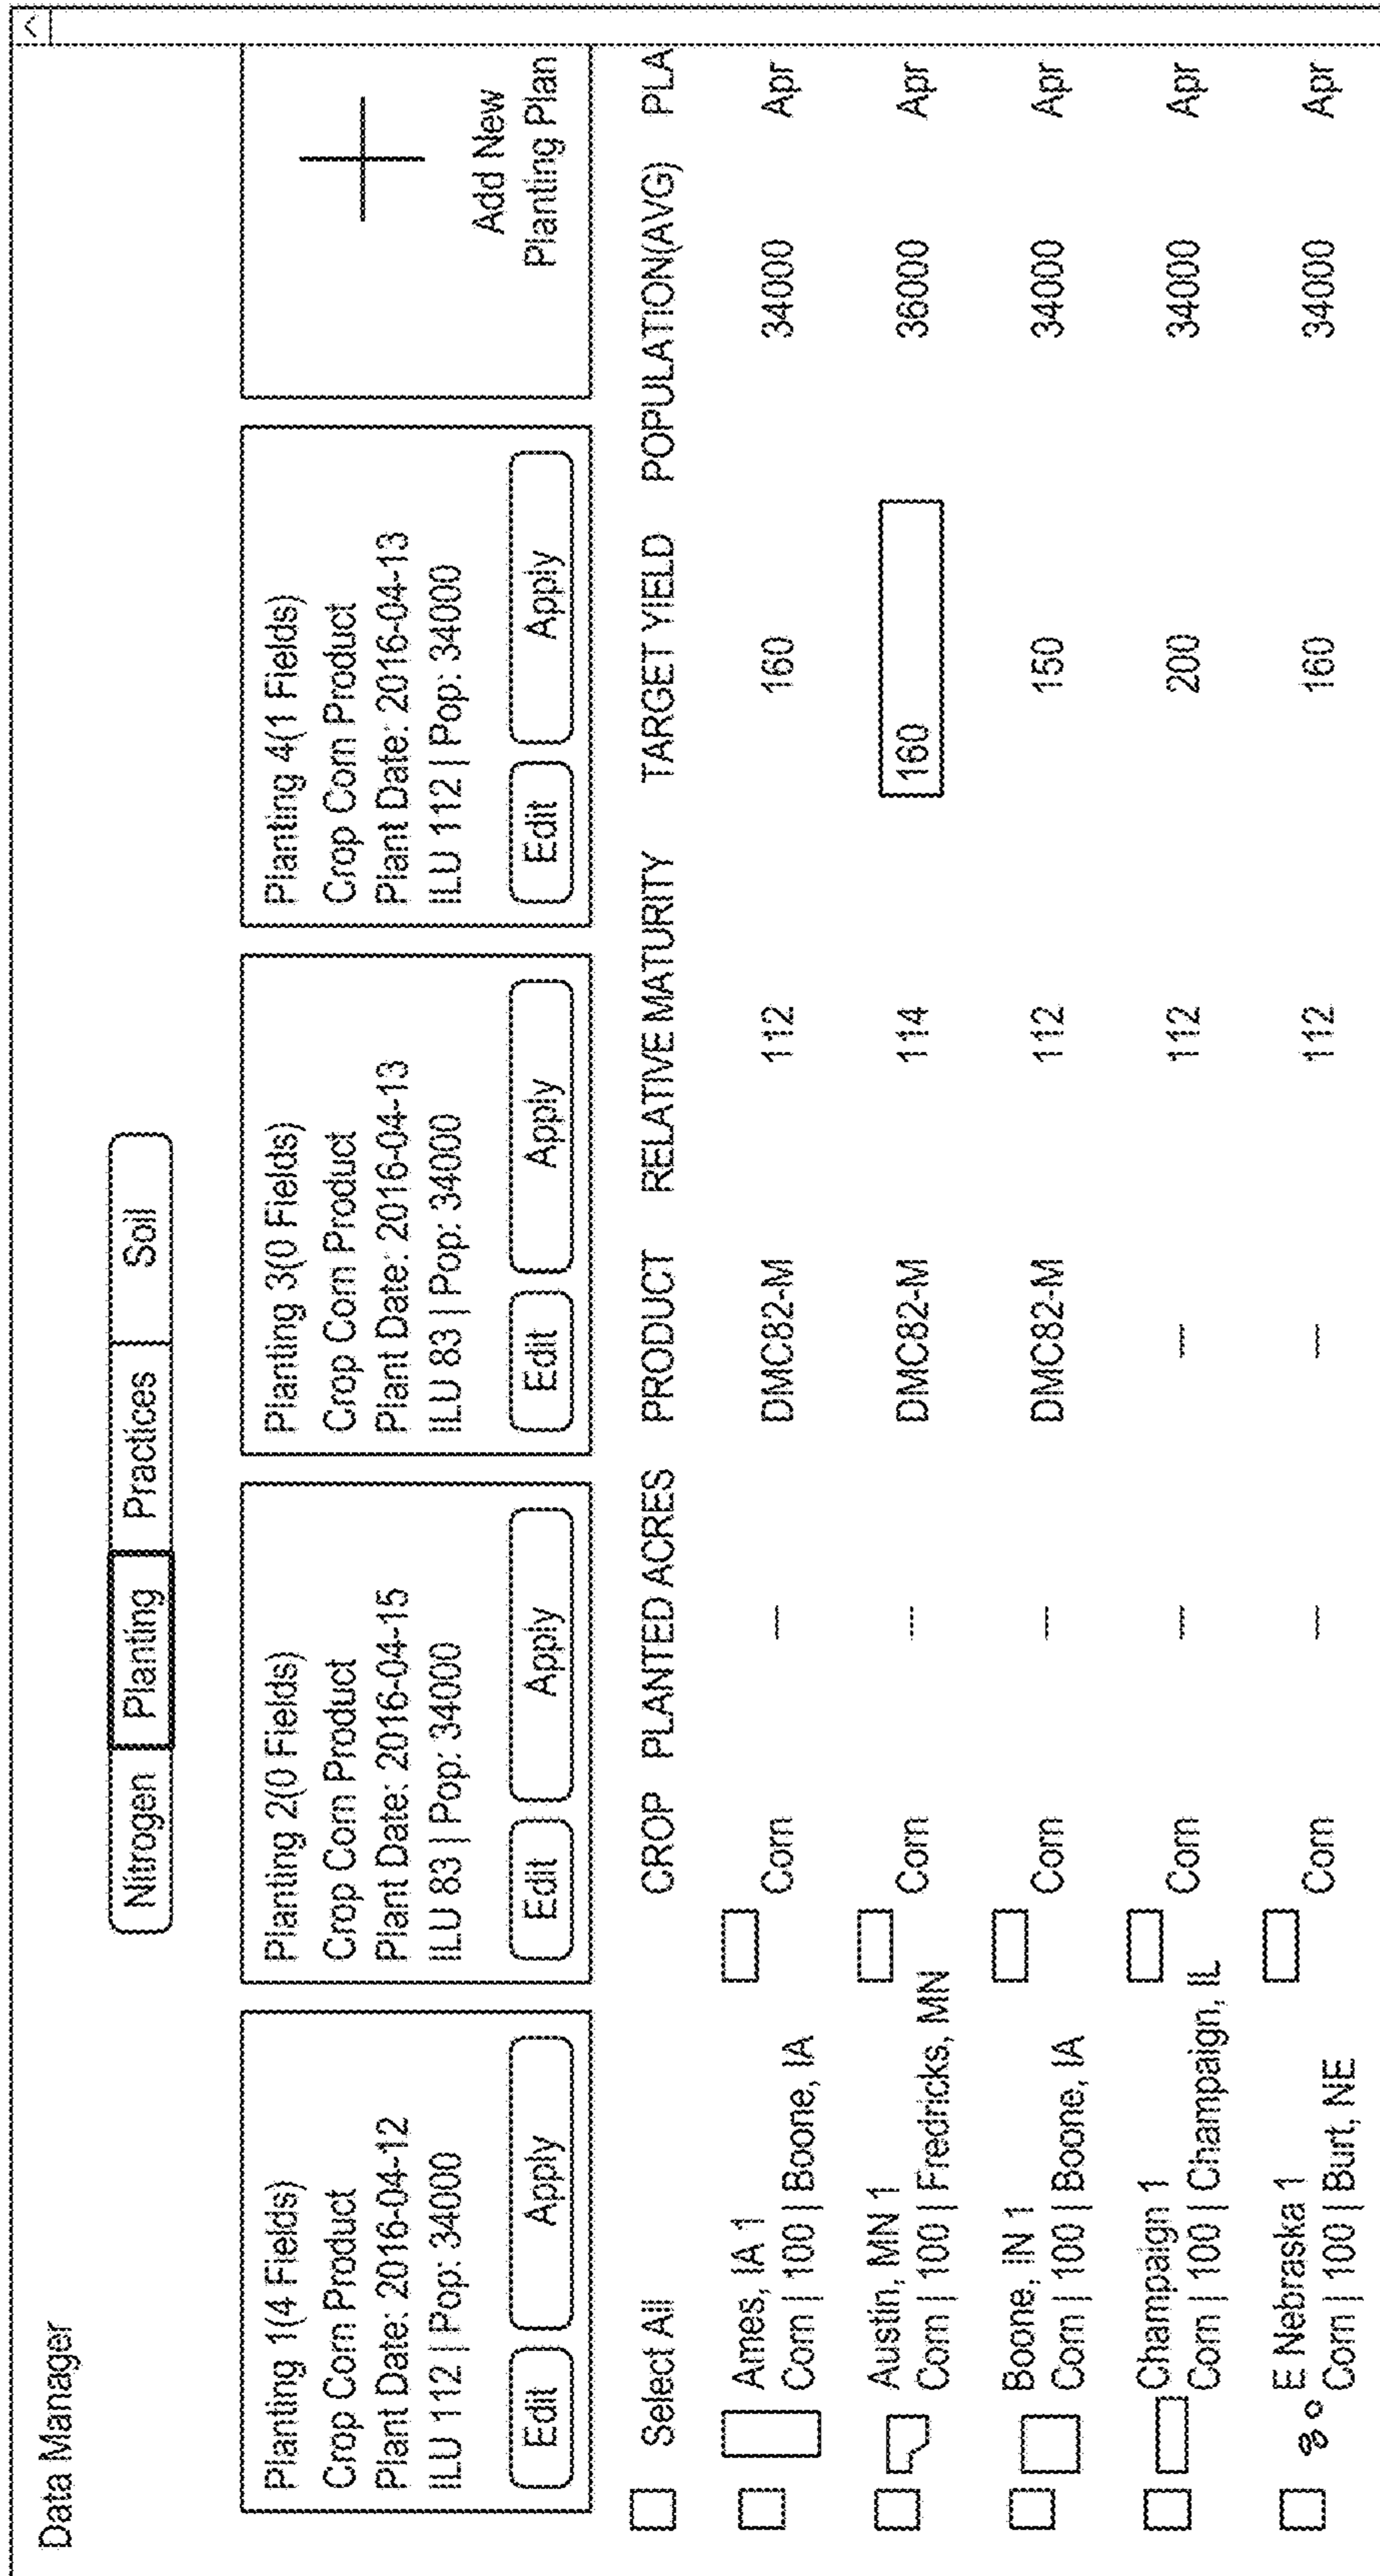 Data Manager
Nitrogen Planting Practices Soil
Planting 1(4 Fields)
Crop Corn Product
Plant Date: 2016-04-12
ILU 112 | Pop: 34000
Edit Apply
Planting 2(0 Fields)
Crop Corn Product
Plant Date: 2016-04-15
ILU 83 | Pop: 34000
Edit Apply
Planting 3(0 Fields)
Crop Corn Product
Plant Date: 2016-04-13
ILU 83 | Pop: 34000
Edit Apply
Planting 4(1 Fields)
Crop Corn Product
Plant Date: 2016-04-13
ILU 112 | Pop: 34000
Edit Apply
Add New
Planting Plan
Select All CROP PLANTED ACRES PRODUCT RELATIVE MATURITY TARGET YIELD POPULATION(AVG) PLA
Ames, IA 1
Corn | 100 | Boone, IA Corn — DMC82-M 112 160 34000 Apr
Austin, MN 1
Corn | 100 | Fredricks, MN Corn — DMC82-M 114 160 36000 Apr
Boone, IN 1
Corn | 100 | Boone, IA Corn — DMC82-M 112 150 34000 Apr
Champaign 1
Corn | 100 | Champaign, IL Corn — — 112 200 34000 Apr
E Nebraska 1
Corn | 100 | Burt, NE Corn — — 112 160 34000 Apr